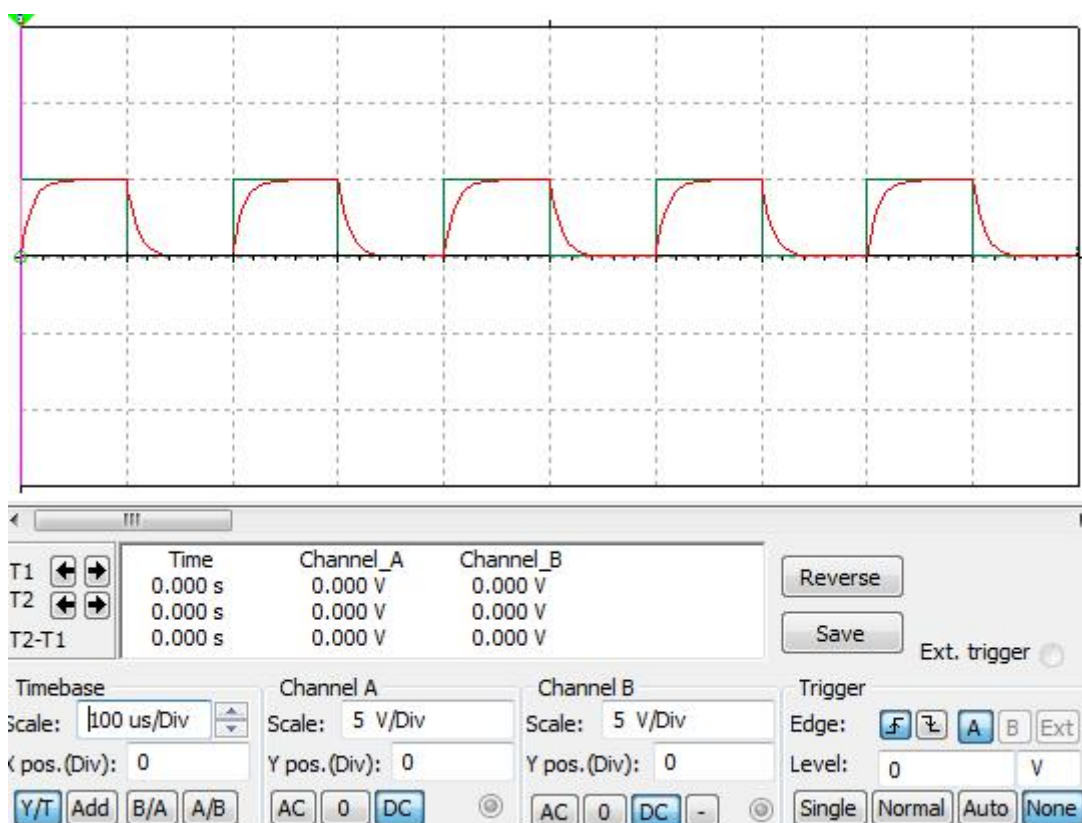 Time Channel_A Channel_B
T1 0.000 s 0.000 V 0.000 V
T2 0.000 s 0.000 V 0.000 V
T2-T1 0.000 s 0.000 V 0.000 V
Reverse
Save
Ext. trigger
Timebase
Scale: 100 us/Div
X pos.(Div): 0
Y/T Add B/A A/B
Channel A
Scale: 5 V/Div
Y pos.(Div): 0
AC 0 DC
Channel B
Scale: 5 V/Div
Y pos.(Div): 0
AC 0 DC -
Trigger
Edge: A B Ext
Level: 0 V
Single Normal Auto None